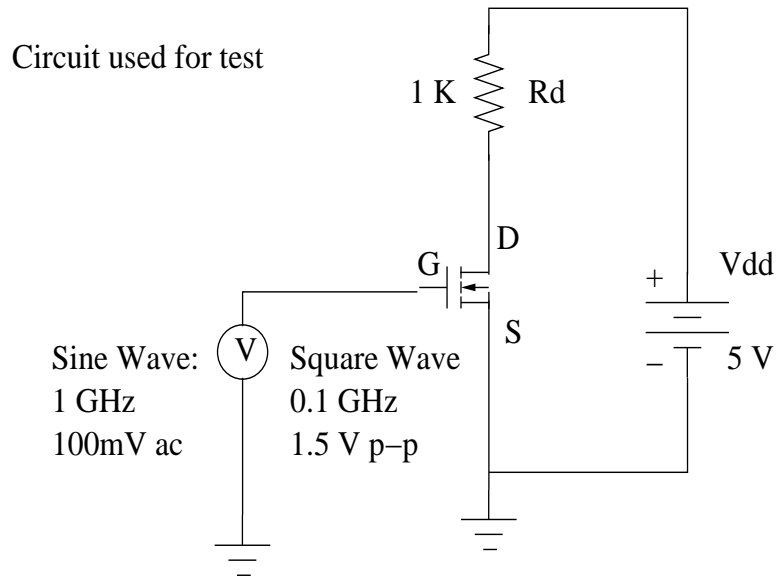 Circuit used for test
1 K
Rd
D
G
S
Vdd
+
−
5 V
V
Sine Wave:
1 GHz
100mV ac
Square Wave
0.1 GHz
1.5 V p−p